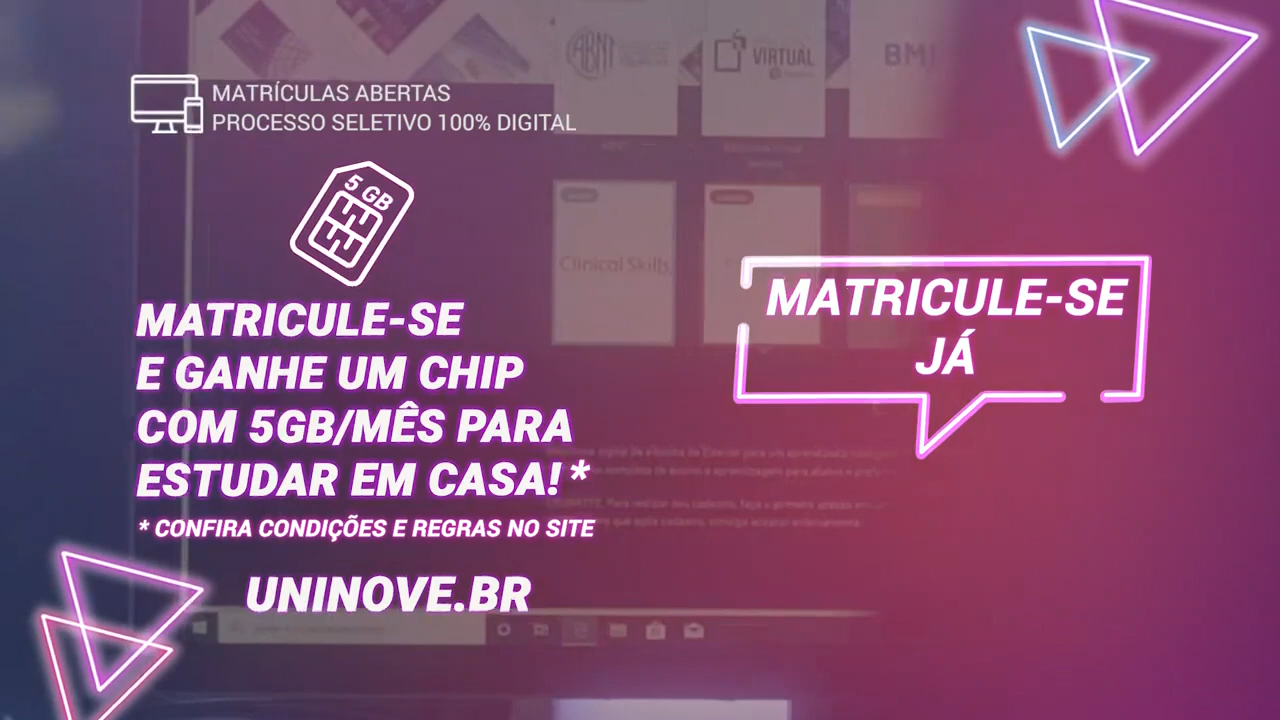 ABNT
VIRTUAL
MATRÍCULAS ABERTAS
PROCESSO SELETIVO 100% DIGITAL
5 GB
Clinical Skills
MATRICULE-SE
E GANHE UM CHIP
COM 5GB/MÊS PARA
ESTUDAR EM CASA!*
* CONFIRA CONDIÇÕES E REGRAS NO SITE
UNINOVE.BR
MATRICULE-SE
JÁ